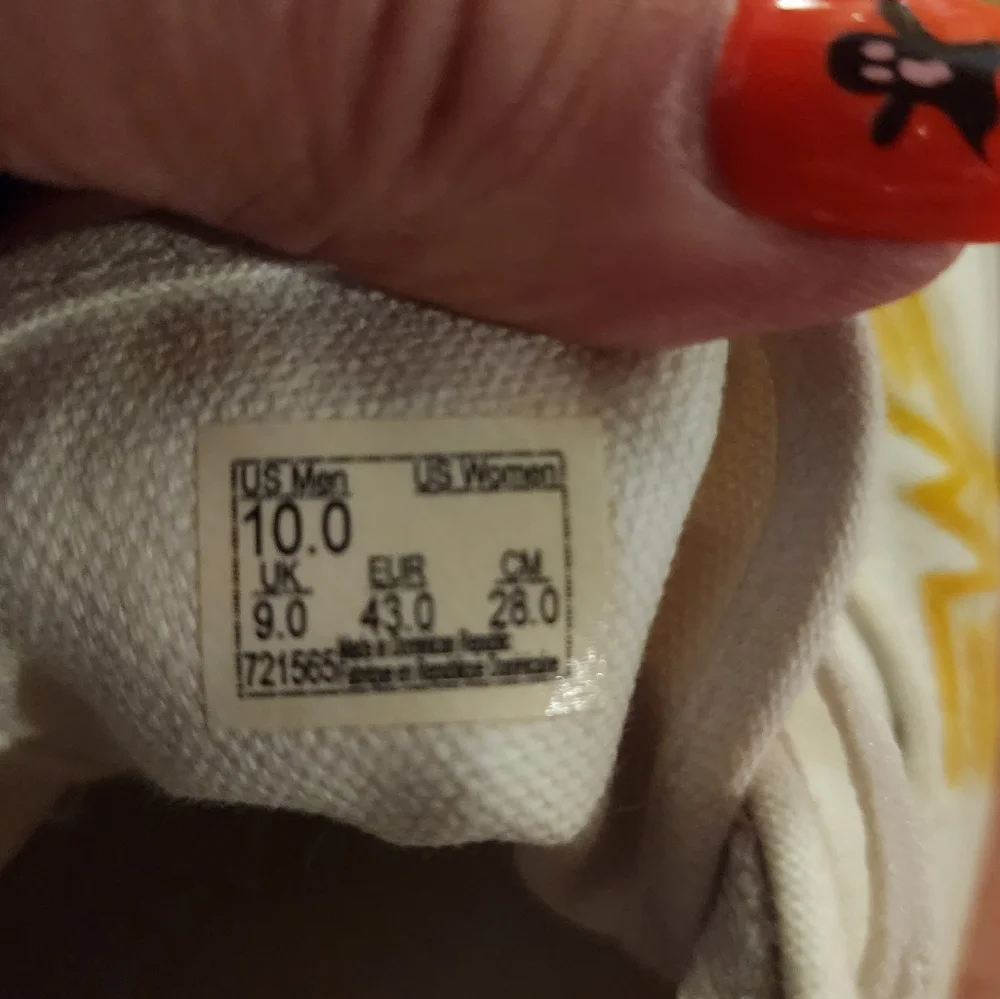 US Men US Women
10.0
UK EUR CM
9.0 43.0 28.0
Made in Dominican Republic
721565 Fabrique en Republique Dominicaine